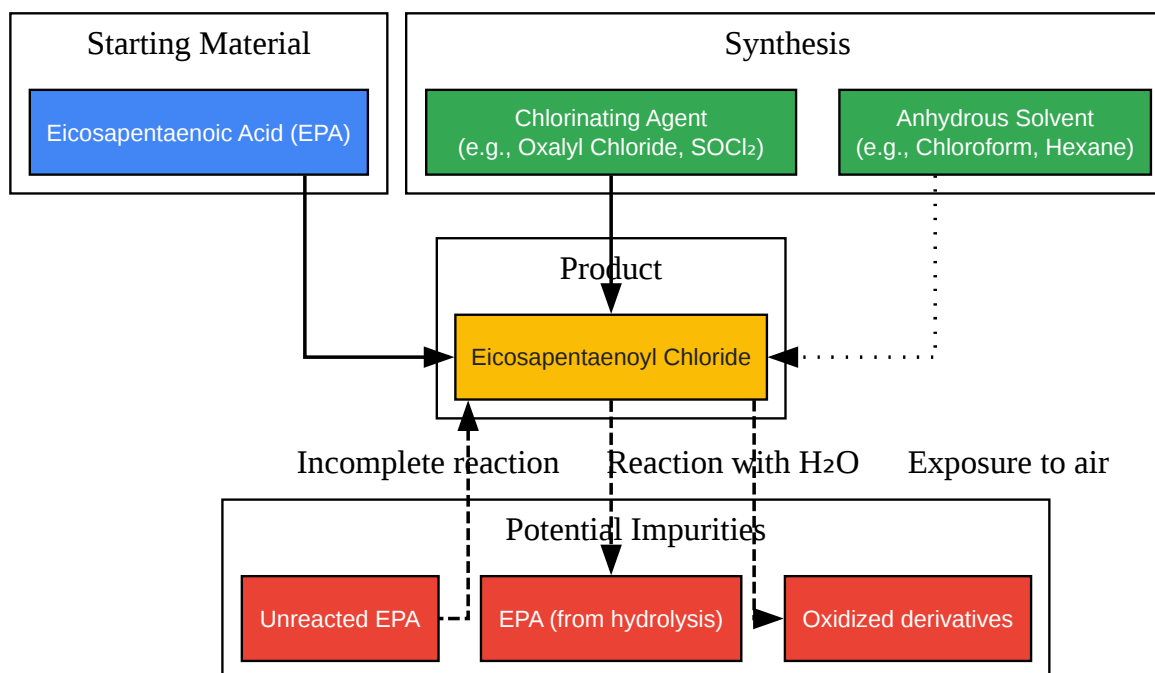 Starting Material
Synthesis
Eicosapentaenoic Acid (EPA)
Chlorinating Agent
(e.g., Oxalyl Chloride, SOCl₂)
Anhydrous Solvent
(e.g., Chloroform, Hexane)
Product
Eicosapentaenoyl Chloride
Incomplete reaction
Reaction with H₂O
Exposure to air
Potential Impurities
Unreacted EPA
EPA (from hydrolysis)
Oxidized derivatives